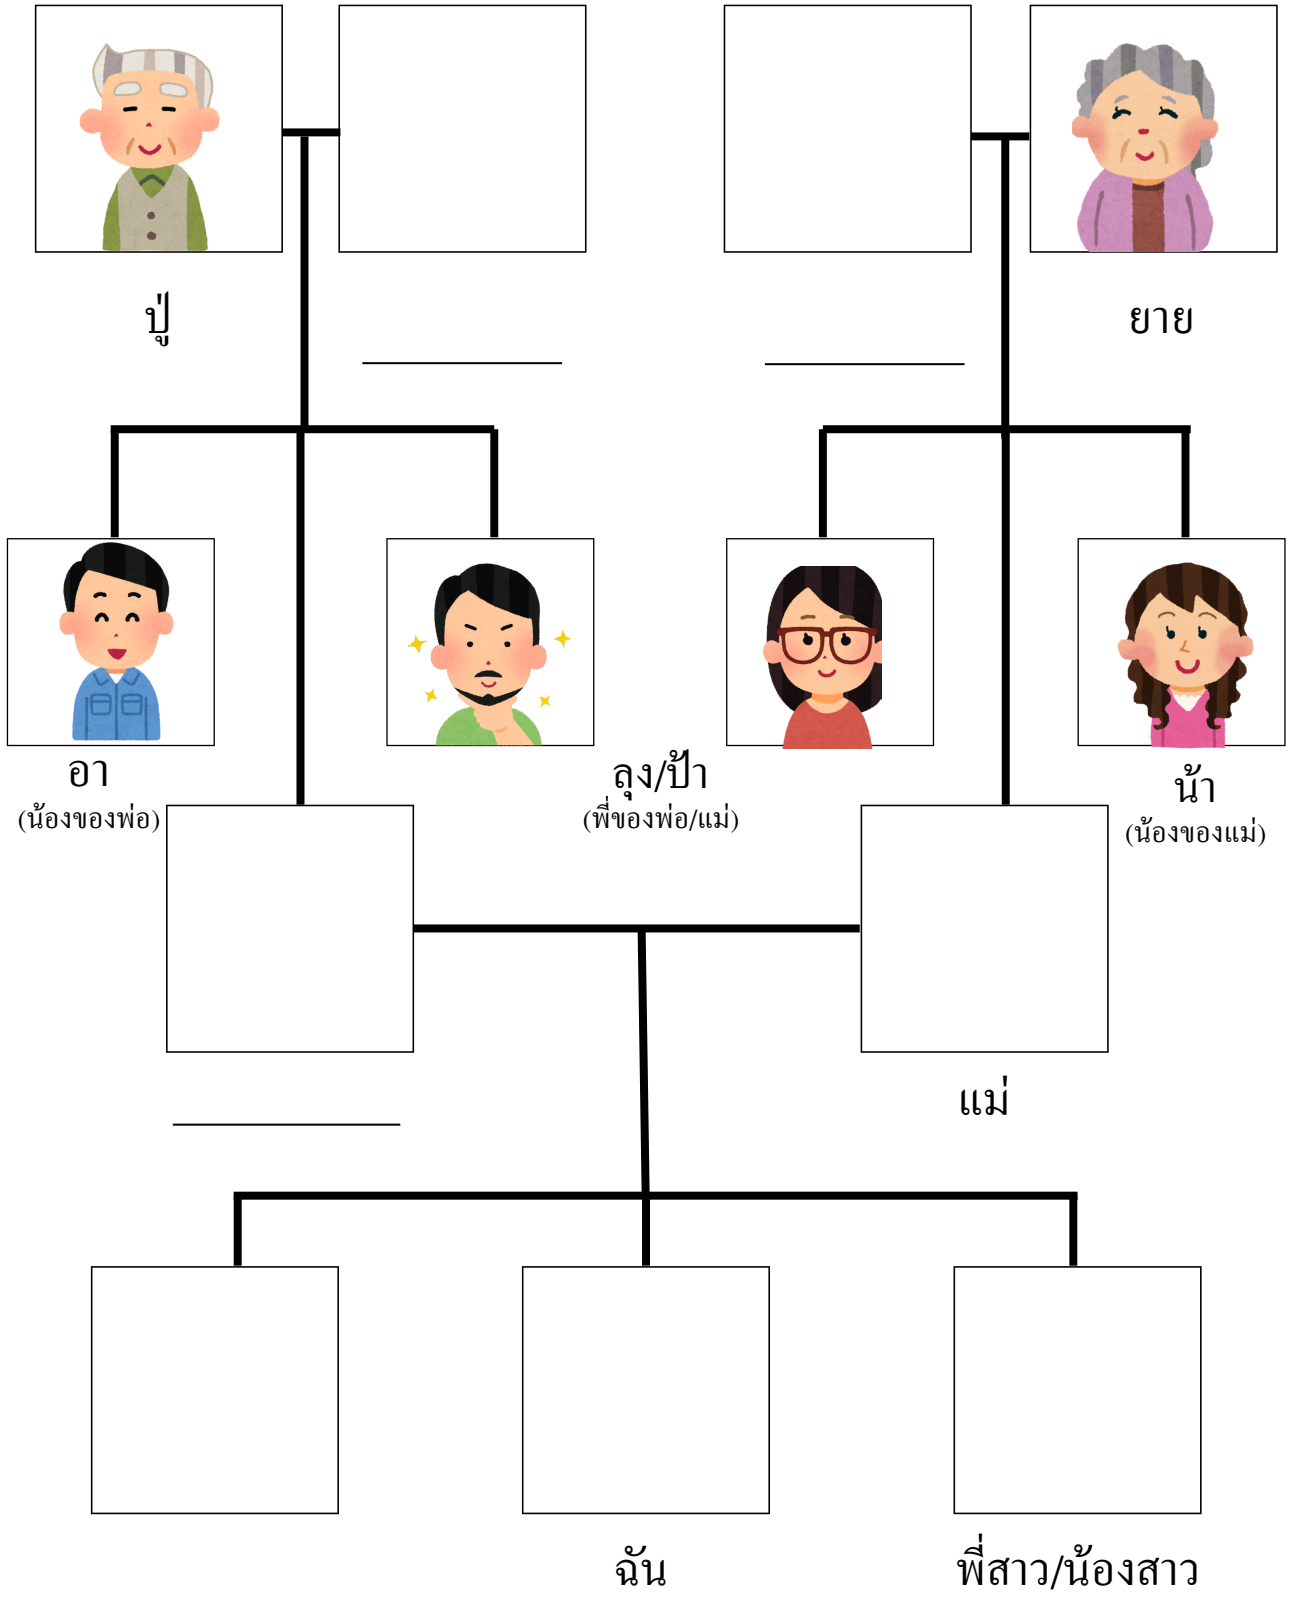 ปู่
ยาย
อา
(น้องของพ่อ)
ลุง/ป้า
(พี่ของพ่อ/แม่)
น้า
(น้องของแม่)
แม่
ฉัน
พี่สาว/น้องสาว